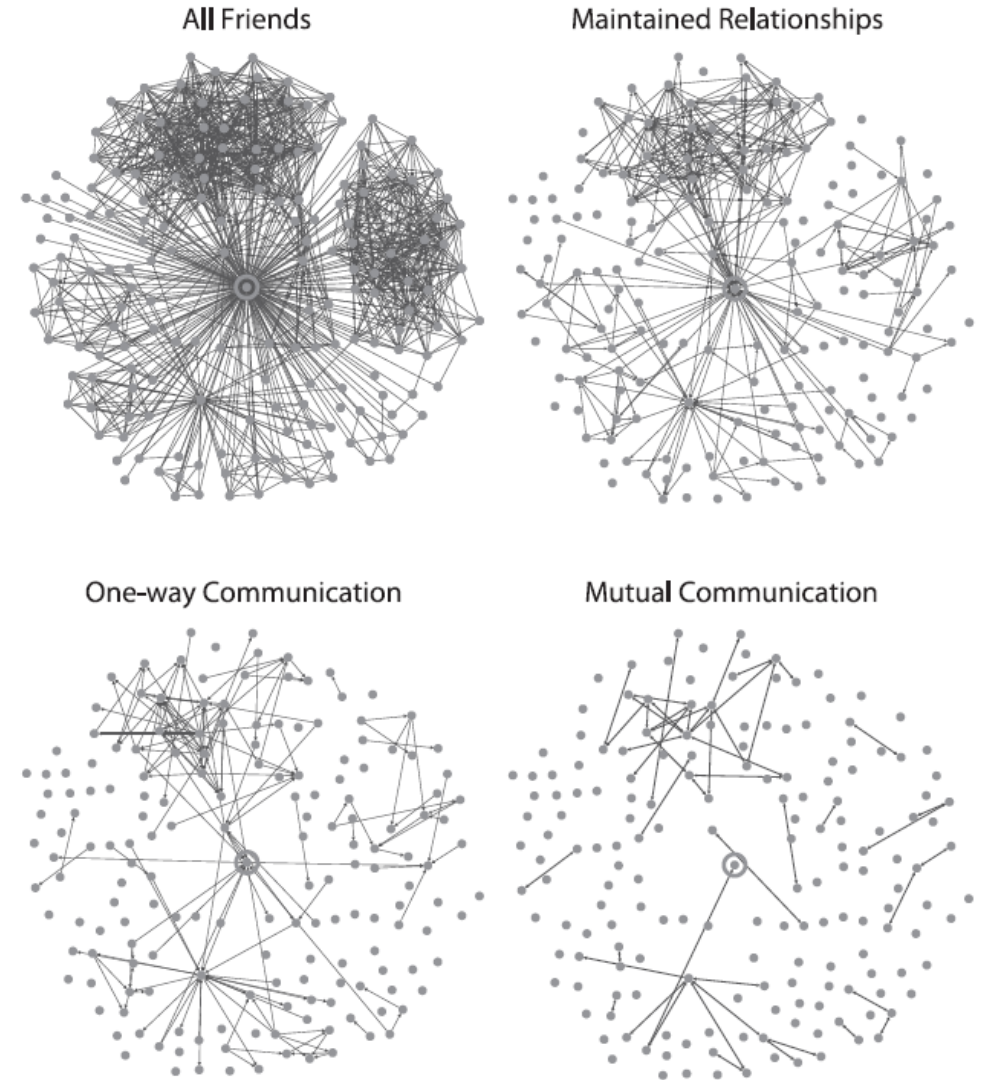 All Friends
Maintained Relationships
One-way Communication
Mutual Communication